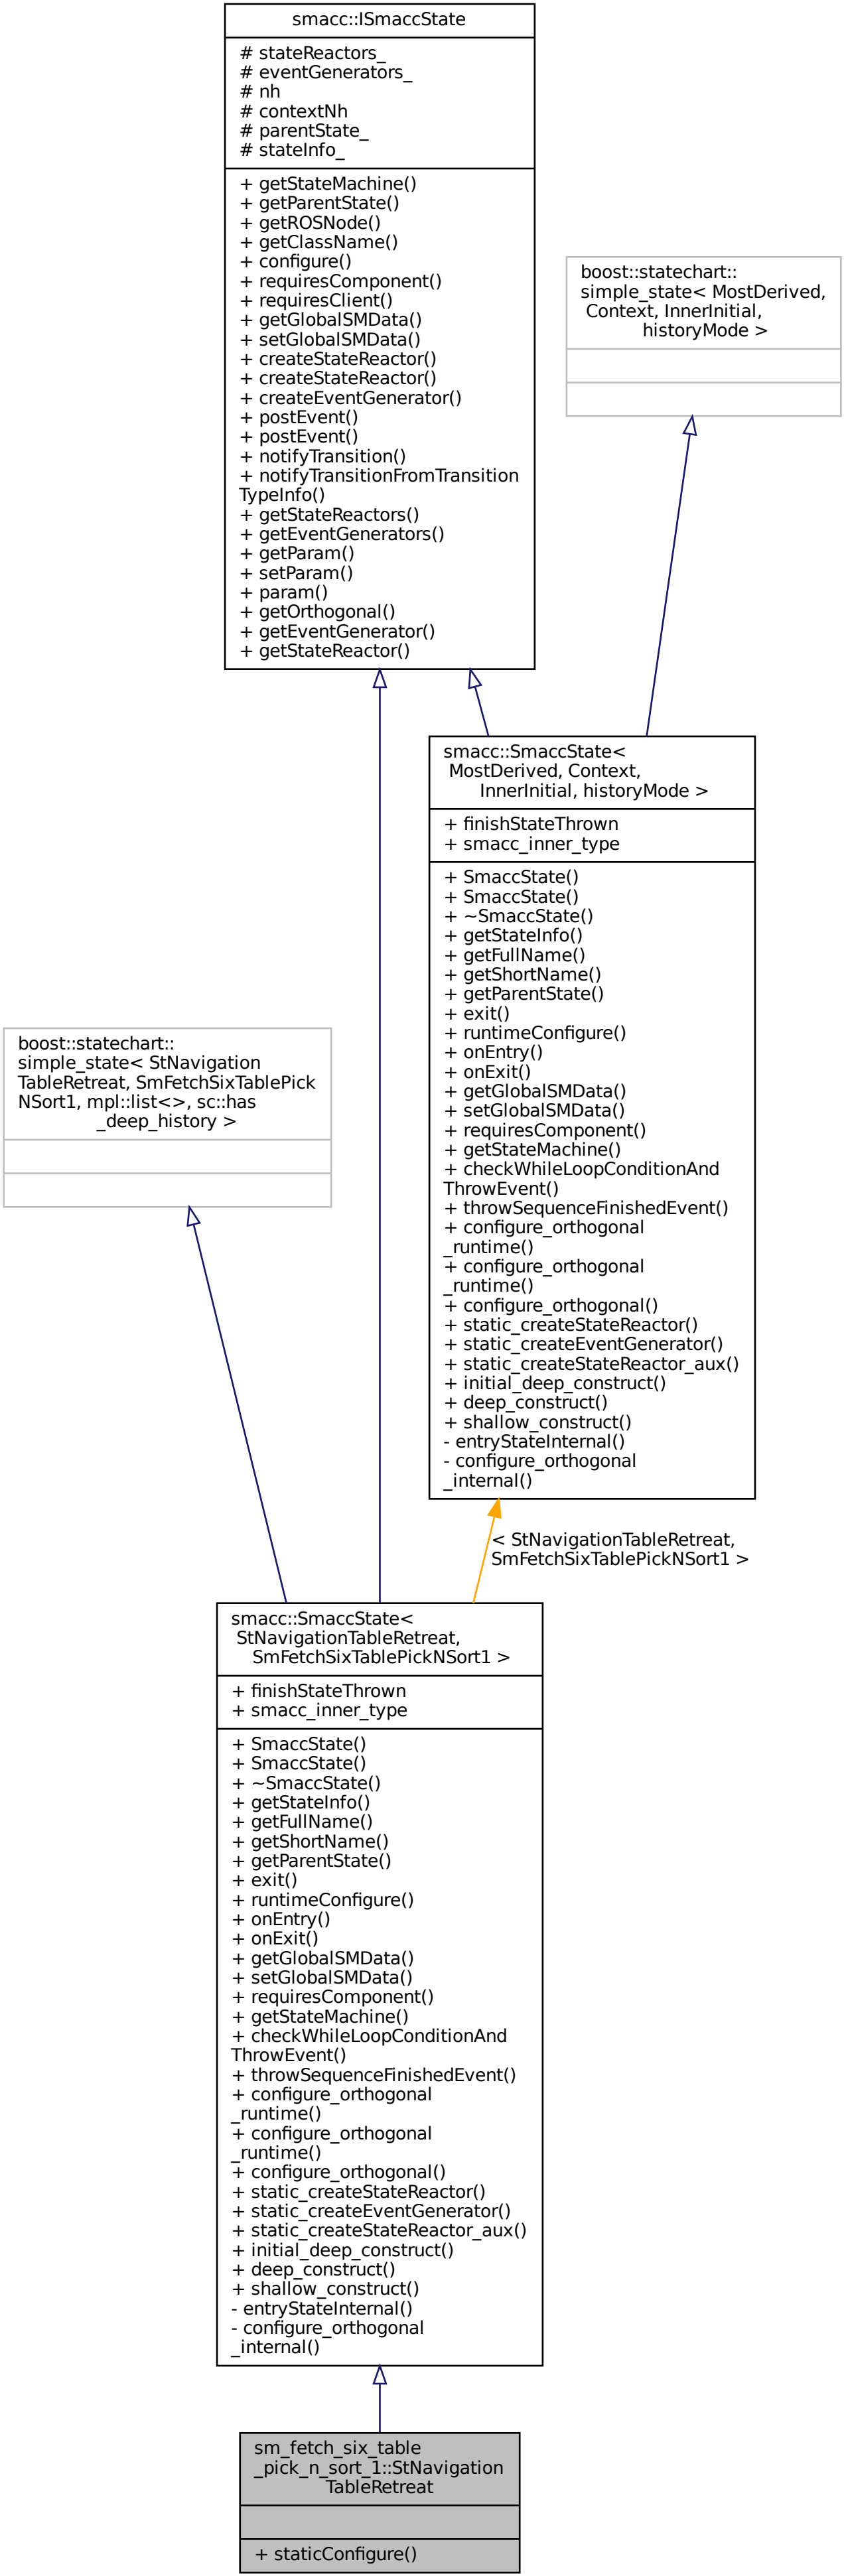 smacc::ISmaccState
# stateReactors_
# eventGenerators_
# nh
# contextNh
# parentState_
# stateInfo_
+ getStateMachine()
+ getParentState()
+ getROSNode()
+ getClassName()
+ configure()
+ requiresComponent()
+ requiresClient()
+ getGlobalSMData()
+ setGlobalSMData()
+ createStateReactor()
+ createStateReactor()
+ createEventGenerator()
+ postEvent()
+ postEvent()
+ notifyTransition()
+ notifyTransitionFromTransition
TypeInfo()
+ getStateReactors()
+ getEventGenerators()
+ getParam()
+ setParam()
+ param()
+ getOrthogonal()
+ getEventGenerator()
+ getStateReactor()
boost::statechart::
simple_state< MostDerived,
Context, InnerInitial,
historyMode >
smacc::SmaccState<
MostDerived, Context,
InnerInitial, historyMode >
+ finishStateThrown
+ smacc_inner_type
+ SmaccState()
+ SmaccState()
+ ~SmaccState()
+ getStateInfo()
+ getFullName()
+ getShortName()
+ getParentState()
+ exit()
+ runtimeConfigure()
+ onEntry()
+ onExit()
+ getGlobalSMData()
+ setGlobalSMData()
+ requiresComponent()
+ getStateMachine()
+ checkWhileLoopConditionAnd
ThrowEvent()
+ throwSequenceFinishedEvent()
+ configure_orthogonal
_runtime()
+ configure_orthogonal
_runtime()
+ configure_orthogonal()
+ static_createStateReactor()
+ static_createEventGenerator()
+ static_createStateReactor_aux()
+ initial_deep_construct()
+ deep_construct()
+ shallow_construct()
- entryStateInternal()
- configure_orthogonal
_internal()
boost::statechart::
simple_state< StNavigation
TableRetreat, SmFetchSixTablePick
NSort1, mpl::list<>, sc::has
_deep_history >
< StNavigationTableRetreat,
SmFetchSixTablePickNSort1 >
smacc::SmaccState<
StNavigationTableRetreat,
SmFetchSixTablePickNSort1 >
+ finishStateThrown
+ smacc_inner_type
+ SmaccState()
+ SmaccState()
+ ~SmaccState()
+ getStateInfo()
+ getFullName()
+ getShortName()
+ getParentState()
+ exit()
+ runtimeConfigure()
+ onEntry()
+ onExit()
+ getGlobalSMData()
+ setGlobalSMData()
+ requiresComponent()
+ getStateMachine()
+ checkWhileLoopConditionAnd
ThrowEvent()
+ throwSequenceFinishedEvent()
+ configure_orthogonal
_runtime()
+ configure_orthogonal
_runtime()
+ configure_orthogonal()
+ static_createStateReactor()
+ static_createEventGenerator()
+ static_createStateReactor_aux()
+ initial_deep_construct()
+ deep_construct()
+ shallow_construct()
- entryStateInternal()
- configure_orthogonal
_internal()
sm_fetch_six_table
_pick_n_sort_1::StNavigation
TableRetreat
+ staticConfigure()